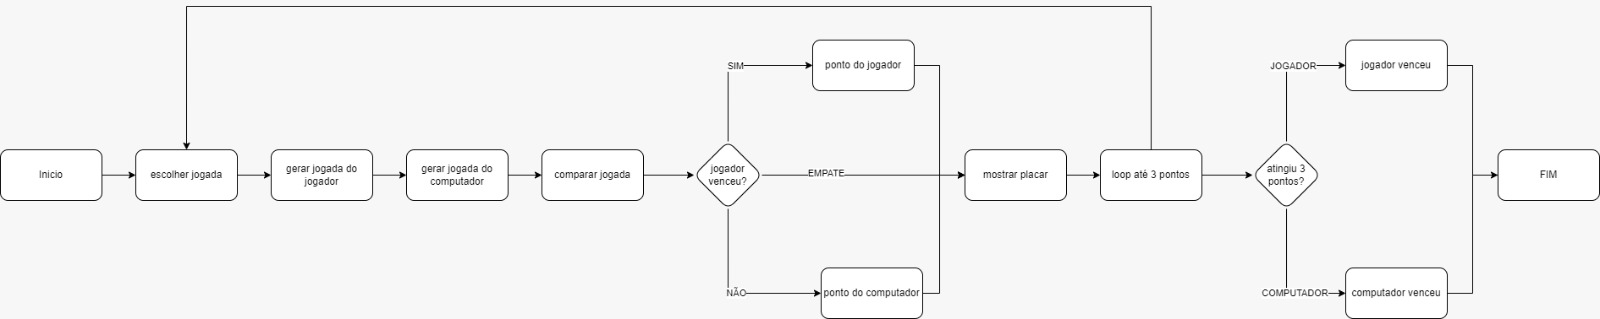 Inicio
escolher jogada
gerar jogada do
jogador
gerar jogada do
computador
comparar jogada
jogador
venceu?
SIM
ponto do jogador
EMPATE
NÃO
ponto do computador
mostrar placar
loop até 3 pontos
atingiu 3
pontos?
JOGADOR
jogador venceu
COMPUTADOR
computador venceu
FIM